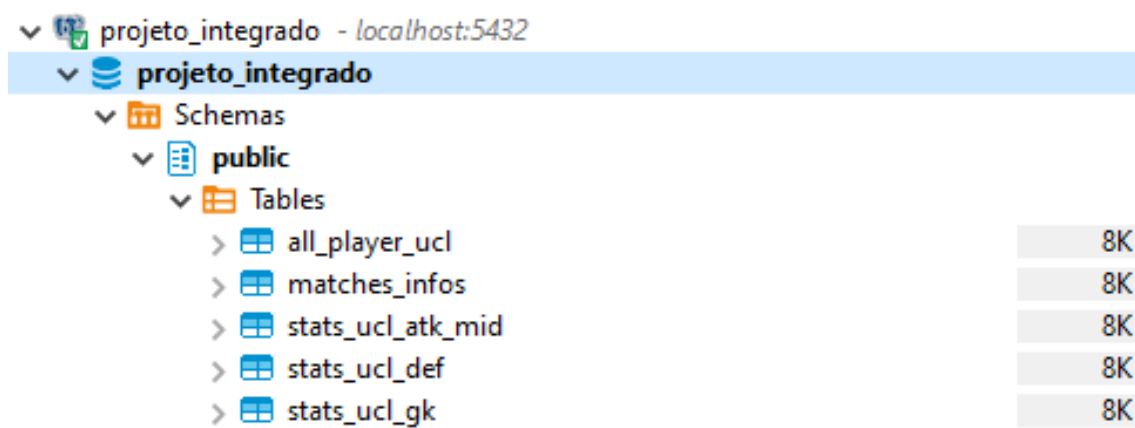 projeto_integrado - localhost:5432
projeto_integrado
Schemas
public
Tables
all_player_ucl 8K
matches_infos 8K
stats_ucl_atk_mid 8K
stats_ucl_def 8K
stats_ucl_gk 8K